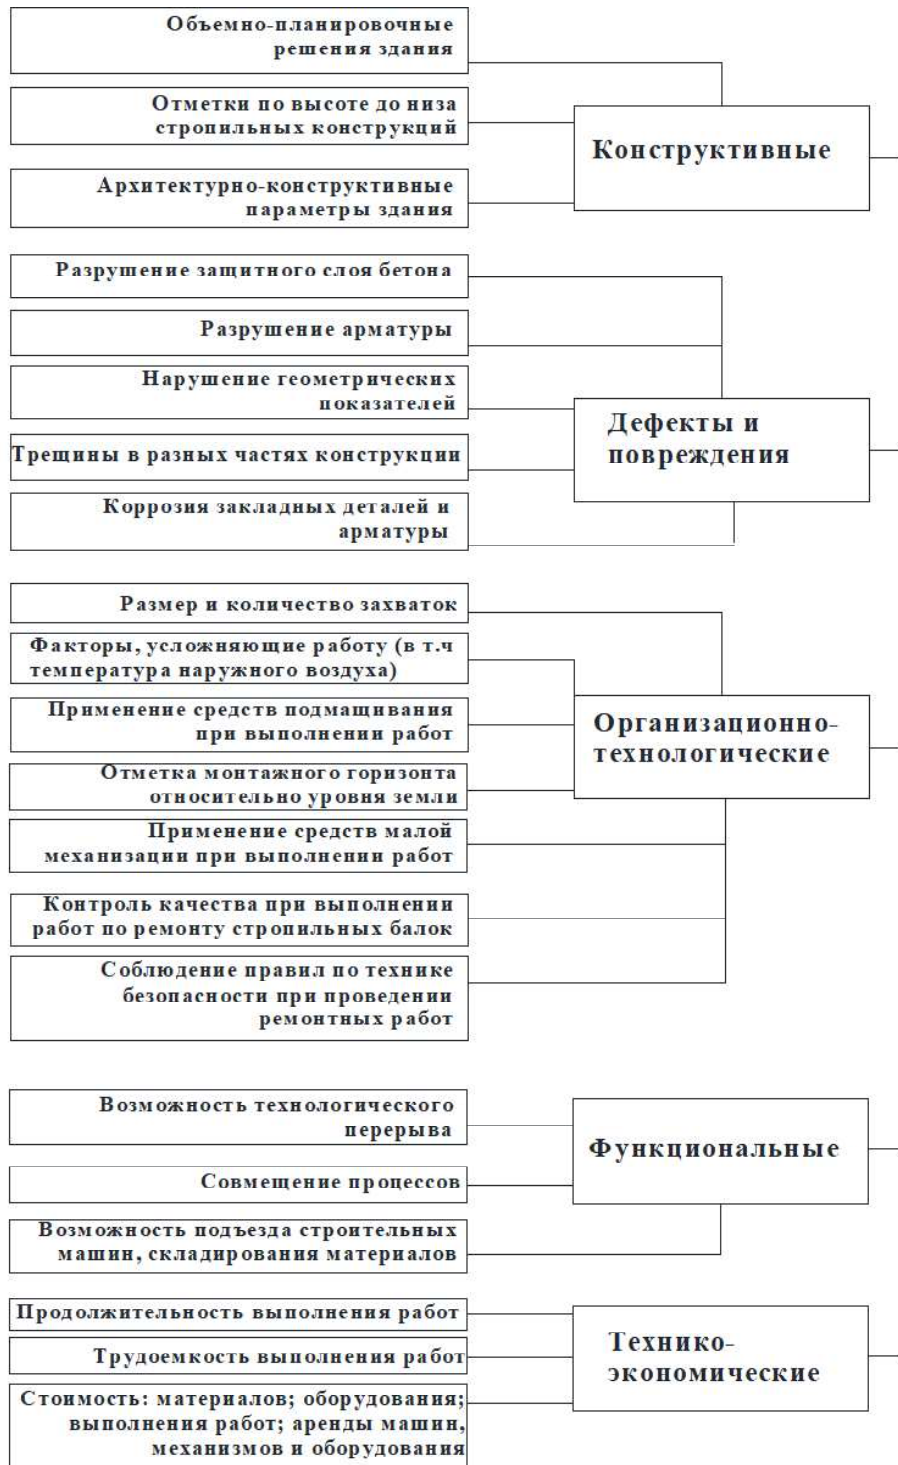 Объемно-планировочные
решения здания
Отметки по высоте до низа
стропильных конструкций
Конструктивные
Архитектурно-конструктивные
параметры здания
Разрушение защитного слоя бетона
Разрушение арматуры
Нарушение геометрических
показателей
Дефекты и
повреждения
Трещины в разных частях конструкции
Коррозия закладных деталей и
арматуры
Размер и количество захваток
Факторы, усложняющие работу (в т.ч
температура наружного воздуха)
Применение средств подмащивания
при выполнении работ
Организационно-
технологические
Отметка монтажного горизонта
относительно уровня земли
Применение средств малой
механизации при выполнении работ
Контроль качества при выполнении
работ по ремонту стропильных балок
Соблюдение правил по технике
безопасности при проведении
ремонтных работ
Возможность технологического
перерыва
Функциональные
Совмещение процессов
Возможность подъезда строительных
машин, складирования материалов
Продолжительность выполнения работ
Трудоемкость выполнения работ
Технико-
экономические
Стоимость: материалов; оборудования;
выполнения работ; аренды машин,
механизмов и оборудования